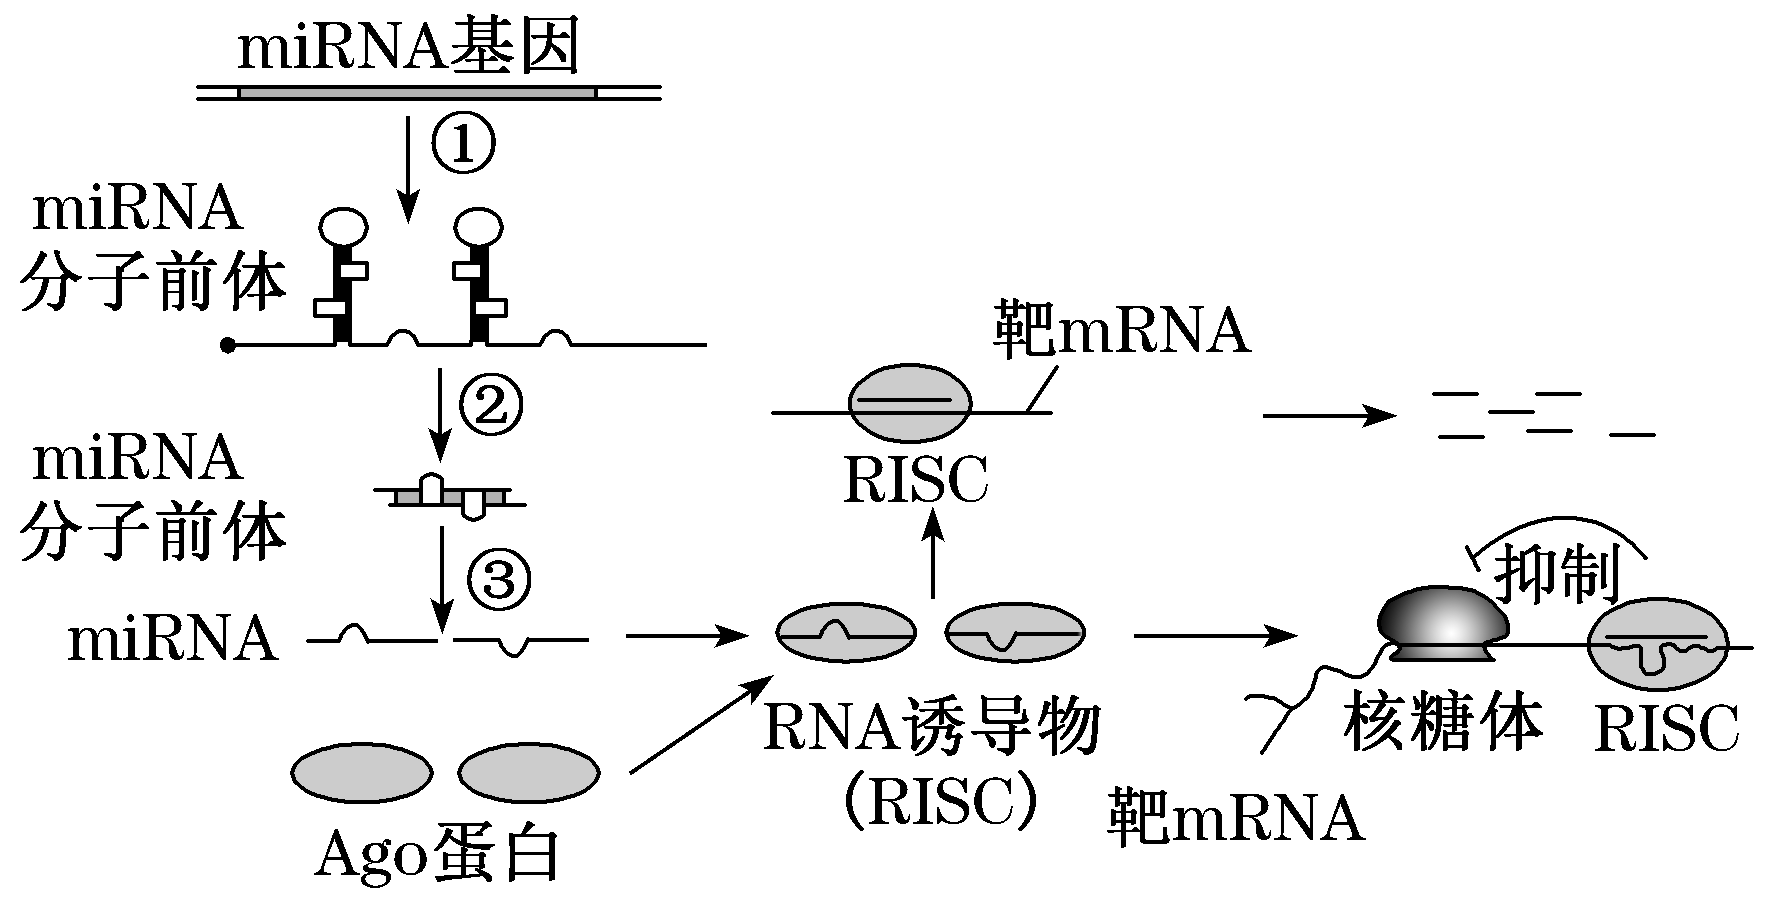 miRNA基因
①
miRNA
分子前体
②
miRNA
分子前体
③
miRNA
Ago蛋白
靶mRNA
RISC
RNA诱导物
(RISC)
抑制
核糖体
RISC
靶mRNA